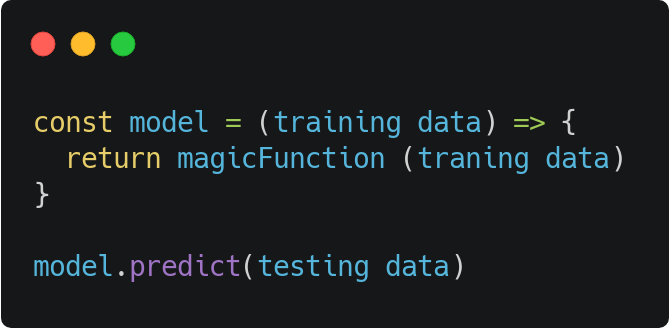 const model = (training data) => {
  return magicFunction (traning data)
}
model.predict(testing data)